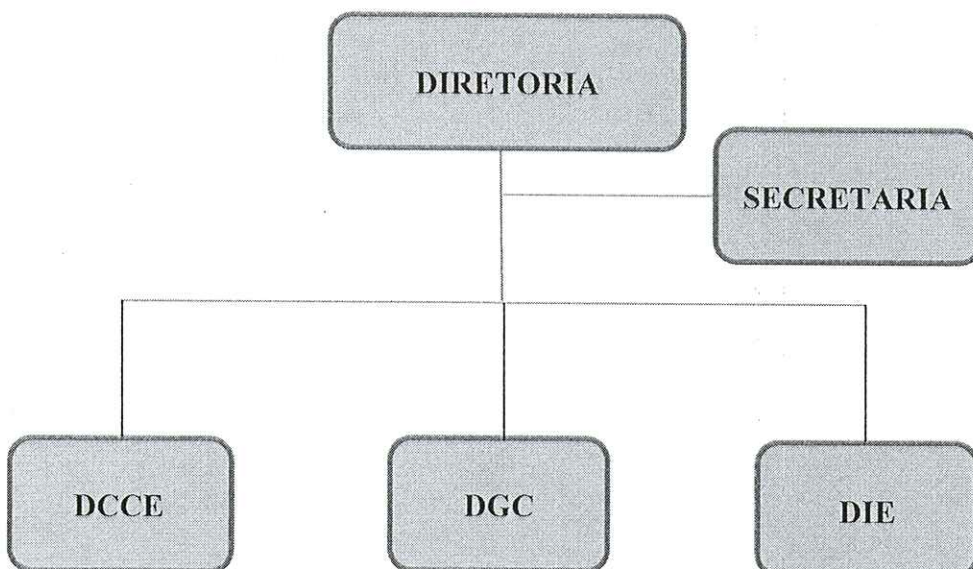 DIRETORIA
SECRETARIA
DCCE
DGC
DIE